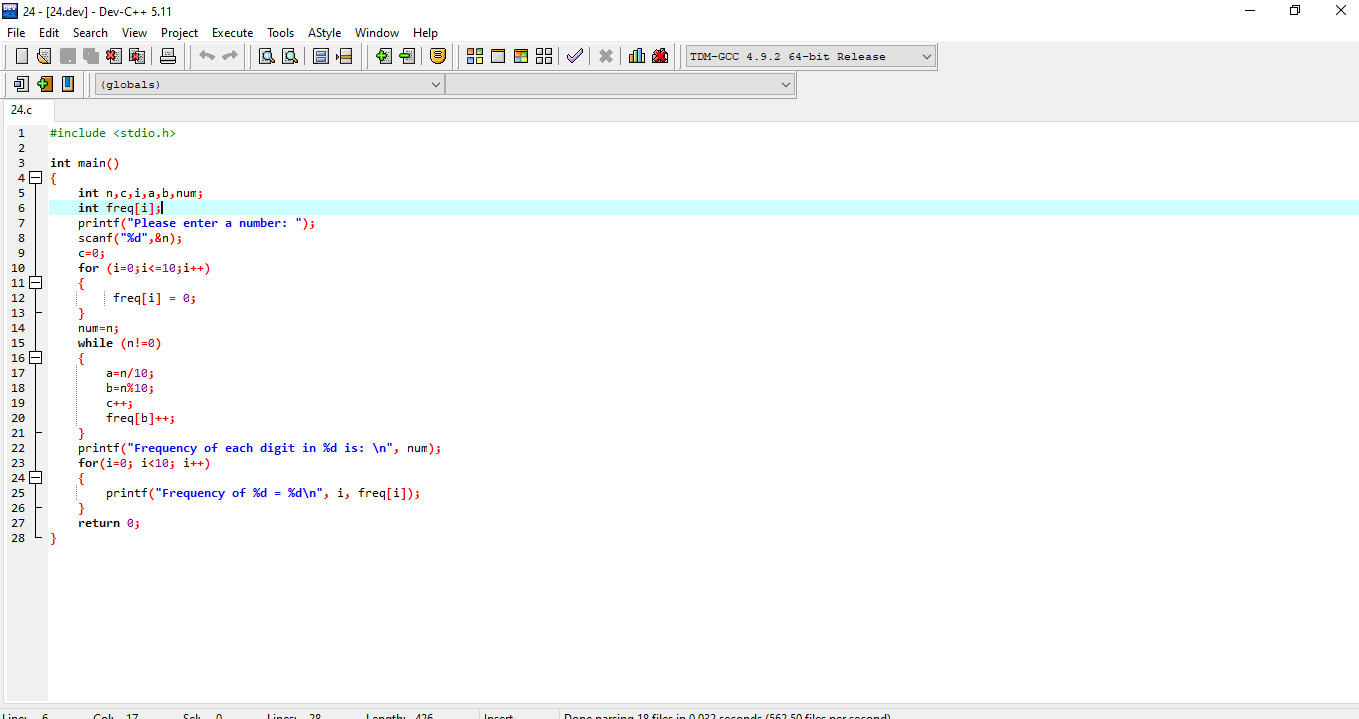 24 - [24.dev] - Dev-C++ 5.11
File Edit Search View Project Execute Tools AStyle Window Help
TDM-GCC 4.9.2 64-bit Release
(globals)
24.c
1 #include <stdio.h>
2
3 int main()
4 {
5 int n,c,i,a,b,num;
6 int freq[i];
7 printf("Please enter a number: ");
8 scanf("%d",&n);
9 c=0;
10 for (i=0;i<=10;i++)
11 {
12 freq[i] = 0;
13 }
14 num=n;
15 while (n!=0)
16 {
17 a=n/10;
18 b=n%10;
19 c++;
20 freq[b]++;
21 }
22 printf("Frequency of each digit in %d is: \n", num);
23 for(i=0; i<10; i++)
24 {
25 printf("Frequency of %d = %d\n", i, freq[i]);
26 }
27 return 0;
28 }
Line: 6 Col: 17 Sel: 0 Lines: 28 Length: 426 Insert Done parsing 18 files in 0.032 seconds (562.50 files per second)